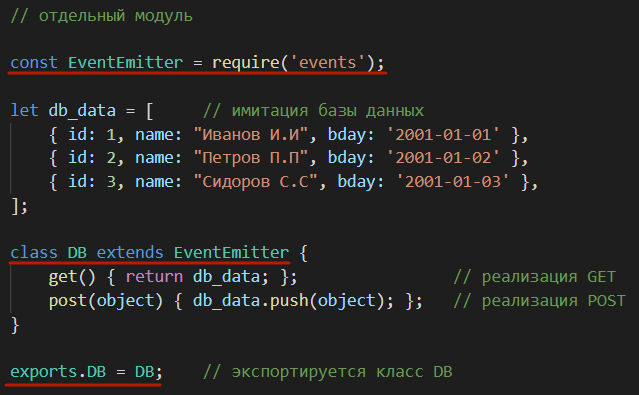 // отдельный модуль
const EventEmitter = require('events');
let db_data = [     // имитация базы данных
    { id: 1, name: "Иванов И.И", bday: '2001-01-01' },
    { id: 2, name: "Петров П.П", bday: '2001-01-02' },
    { id: 3, name: "Сидоров С.С", bday: '2001-01-03' },
];
class DB extends EventEmitter {
    get() { return db_data; };                // реализация GET
    post(object) { db_data.push(object); };   // реализация POST
}
exports.DB = DB;    // экспортируется класс DB